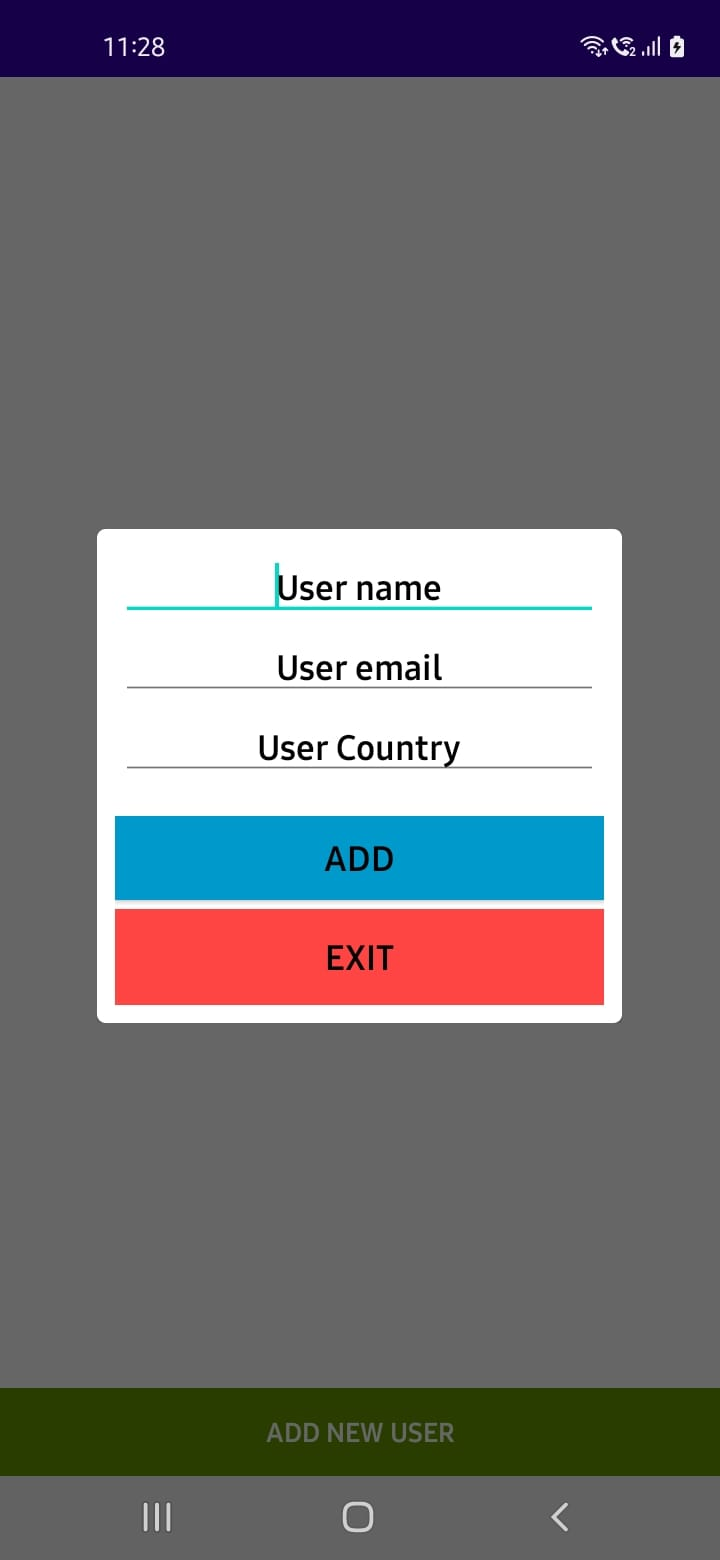 11:28
User name
User email
User Country
ADD
EXIT
ADD NEW USER